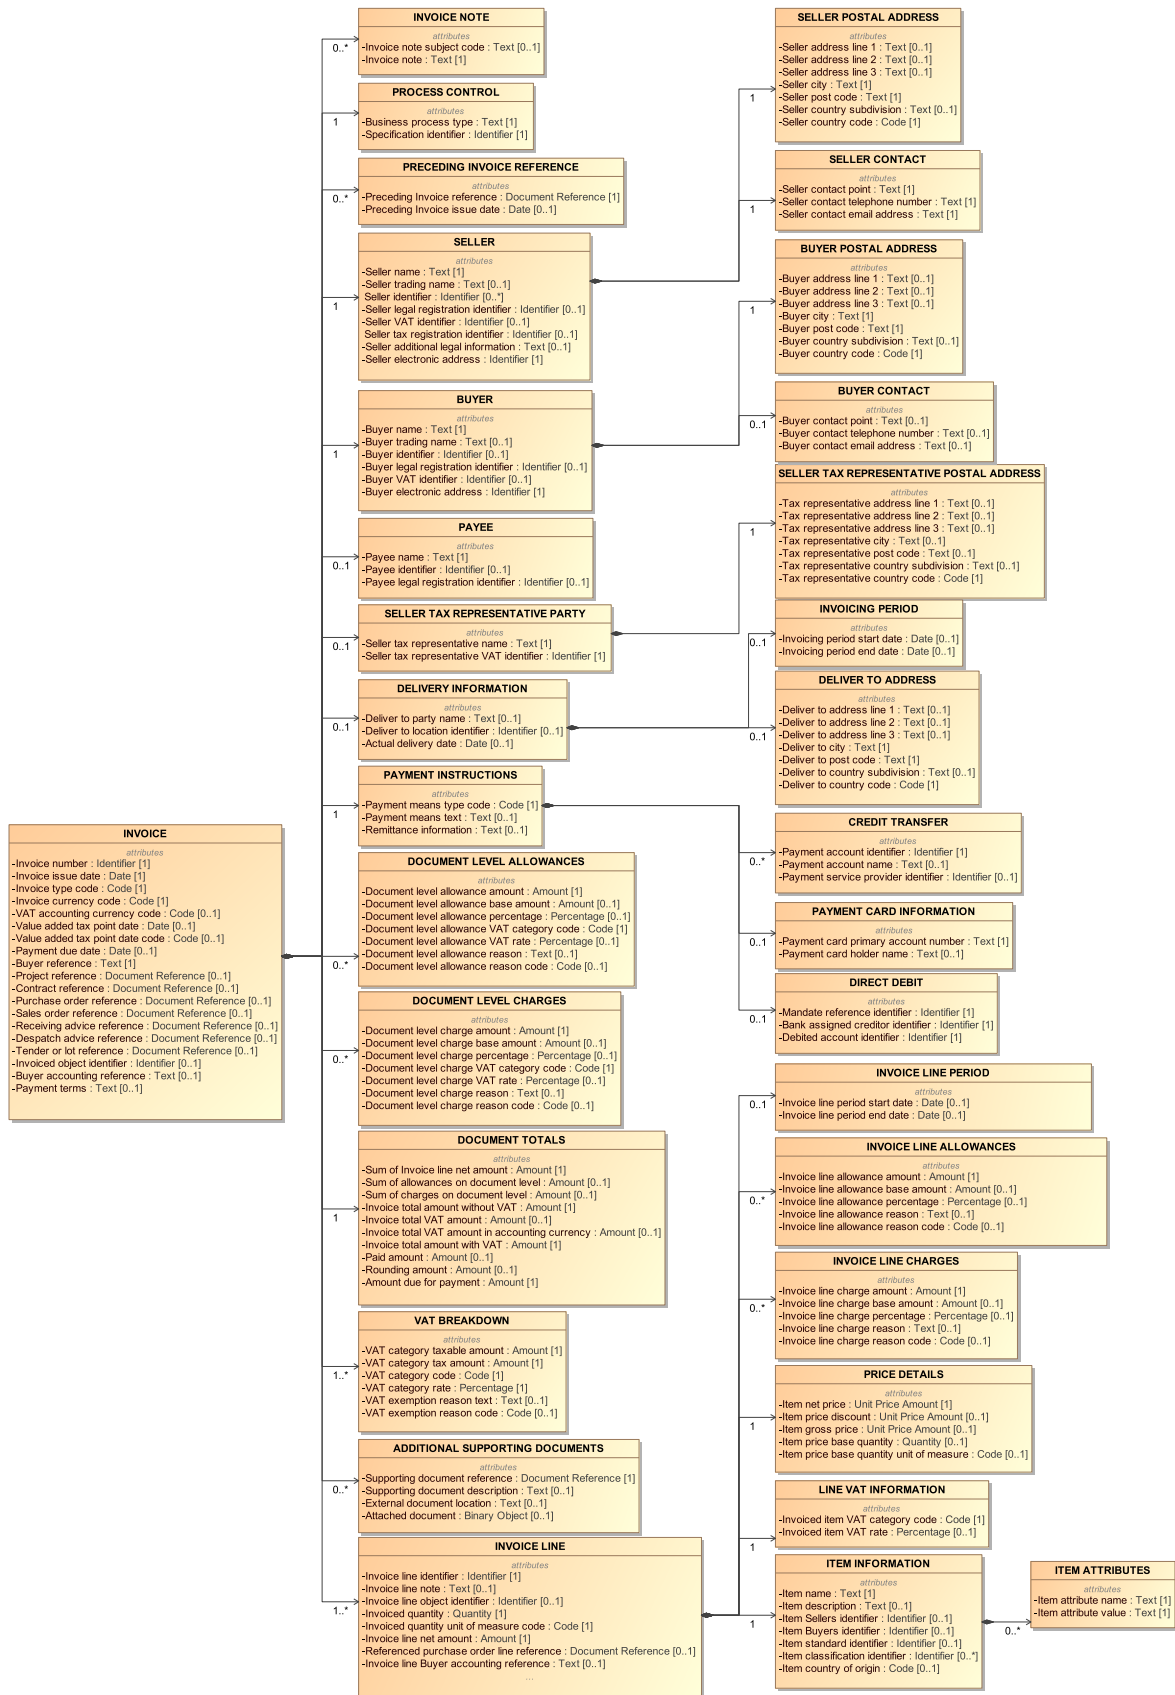 INVOICE
attributes
-Invoice number : Identifier [1]
-Invoice issue date : Date [1]
-Invoice type code : Code [1]
-Invoice currency code : Code [1]
-VAT accounting currency code : Code [0..1]
-Value added tax point date : Date [0..1]
-Value added tax point date code : Code [0..1]
-Payment due date : Date [0..1]
-Buyer reference : Text [1]
-Project reference : Document Reference [0..1]
-Contract reference : Document Reference [0..1]
-Purchase order reference : Document Reference [0..1]
-Sales order reference : Document Reference [0..1]
-Receiving advice reference : Document Reference [0..1]
-Despatch advice reference : Document Reference [0..1]
-Tender or lot reference : Document Reference [0..1]
-Invoiced object identifier : Identifier [0..1]
-Buyer accounting reference : Text [0..1]
-Payment terms : Text [0..1]
0..*
INVOICE NOTE
attributes
-Invoice note subject code : Text [0..1]
-Invoice note : Text [1]
1
PROCESS CONTROL
attributes
-Business process type : Text [1]
-Specification identifier : Identifier [1]
0..*
PRECEDING INVOICE REFERENCE
attributes
-Preceding Invoice reference : Document Reference [1]
-Preceding Invoice issue date : Date [0..1]
1
SELLER
attributes
-Seller name : Text [1]
-Seller trading name : Text [0..1]
Seller identifier : Identifier [0..*]
-Seller legal registration identifier : Identifier [0..1]
-Seller VAT identifier : Identifier [0..1]
Seller tax registration identifier : Identifier [0..1]
-Seller additional legal information : Text [0..1]
-Seller electronic address : Identifier [1]
1
BUYER
attributes
-Buyer name : Text [1]
-Buyer trading name : Text [0..1]
-Buyer identifier : Identifier [0..1]
-Buyer legal registration identifier : Identifier [0..1]
-Buyer VAT identifier : Identifier [0..1]
-Buyer electronic address : Identifier [1]
0..1
PAYEE
attributes
-Payee name : Text [1]
-Payee identifier : Identifier [0..1]
-Payee legal registration identifier : Identifier [0..1]
0..1
SELLER TAX REPRESENTATIVE PARTY
attributes
-Seller tax representative name : Text [1]
-Seller tax representative VAT identifier : Identifier [1]
0..1
DELIVERY INFORMATION
attributes
-Deliver to party name : Text [0..1]
-Deliver to location identifier : Identifier [0..1]
-Actual delivery date : Date [0..1]
1
PAYMENT INSTRUCTIONS
attributes
-Payment means type code : Code [1]
-Payment means text : Text [0..1]
-Remittance information : Text [0..1]
0..*
DOCUMENT LEVEL ALLOWANCES
attributes
-Document level allowance amount : Amount [1]
-Document level allowance base amount : Amount [0..1]
-Document level allowance percentage : Percentage [0..1]
-Document level allowance VAT category code : Code [1]
-Document level allowance VAT rate : Percentage [0..1]
-Document level allowance reason : Text [0..1]
-Document level allowance reason code : Code [0..1]
0..*
DOCUMENT LEVEL CHARGES
attributes
-Document level charge amount : Amount [1]
-Document level charge base amount : Amount [0..1]
-Document level charge percentage : Percentage [0..1]
-Document level charge VAT category code : Code [1]
-Document level charge VAT rate : Percentage [0..1]
-Document level charge reason : Text [0..1]
-Document level charge reason code : Code [0..1]
1
DOCUMENT TOTALS
attributes
-Sum of Invoice line net amount : Amount [1]
-Sum of allowances on document level : Amount [0..1]
-Sum of charges on document level : Amount [0..1]
-Invoice total amount without VAT : Amount [1]
-Invoice total VAT amount : Amount [0..1]
-Invoice total VAT amount in accounting currency : Amount [0..1]
-Invoice total amount with VAT : Amount [1]
-Paid amount : Amount [0..1]
-Rounding amount : Amount [0..1]
-Amount due for payment : Amount [1]
1..*
VAT BREAKDOWN
attributes
-VAT category taxable amount : Amount [1]
-VAT category tax amount : Amount [1]
-VAT category code : Code [1]
-VAT category rate : Percentage [1]
-VAT exemption reason text : Text [0..1]
-VAT exemption reason code : Code [0..1]
0..*
ADDITIONAL SUPPORTING DOCUMENTS
attributes
-Supporting document reference : Document Reference [1]
-Supporting document description : Text [0..1]
-External document location : Text [0..1]
-Attached document : Binary Object [0..1]
1..*
INVOICE LINE
attributes
-Invoice line identifier : Identifier [1]
-Invoice line note : Text [0..1]
-Invoice line object identifier : Identifier [0..1]
-Invoiced quantity : Quantity [1]
-Invoiced quantity unit of measure code : Code [1]
-Invoice line net amount : Amount [1]
-Referenced purchase order line reference : Document Reference [0..1]
-Invoice line Buyer accounting reference : Text [0..1]
...
1
SELLER POSTAL ADDRESS
attributes
-Seller address line 1 : Text [0..1]
-Seller address line 2 : Text [0..1]
-Seller address line 3 : Text [0..1]
-Seller city : Text [1]
-Seller post code : Text [1]
-Seller country subdivision : Text [0..1]
-Seller country code : Code [1]
1
SELLER CONTACT
attributes
-Seller contact point : Text [1]
-Seller contact telephone number : Text [1]
-Seller contact email address : Text [1]
1
BUYER POSTAL ADDRESS
attributes
-Buyer address line 1 : Text [0..1]
-Buyer address line 2 : Text [0..1]
-Buyer address line 3 : Text [0..1]
-Buyer city : Text [1]
-Buyer post code : Text [1]
-Buyer country subdivision : Text [0..1]
-Buyer country code : Code [1]
0..1
BUYER CONTACT
attributes
-Buyer contact point : Text [0..1]
-Buyer contact telephone number : Text [0..1]
-Buyer contact email address : Text [0..1]
1
SELLER TAX REPRESENTATIVE POSTAL ADDRESS
attributes
-Tax representative address line 1 : Text [0..1]
-Tax representative address line 2 : Text [0..1]
-Tax representative address line 3 : Text [0..1]
-Tax representative city : Text [0..1]
-Tax representative post code : Text [0..1]
-Tax representative country subdivision : Text [0..1]
-Tax representative country code : Code [1]
0..1
INVOICING PERIOD
attributes
-Invoicing period start date : Date [0..1]
-Invoicing period end date : Date [0..1]
0..1
DELIVER TO ADDRESS
attributes
-Deliver to address line 1 : Text [0..1]
-Deliver to address line 2 : Text [0..1]
-Deliver to address line 3 : Text [0..1]
-Deliver to city : Text [1]
-Deliver to post code : Text [1]
-Deliver to country subdivision : Text [0..1]
-Deliver to country code : Code [1]
0..*
CREDIT TRANSFER
attributes
-Payment account identifier : Identifier [1]
-Payment account name : Text [0..1]
-Payment service provider identifier : Identifier [0..1]
0..1
PAYMENT CARD INFORMATION
attributes
-Payment card primary account number : Text [1]
-Payment card holder name : Text [0..1]
0..1
DIRECT DEBIT
attributes
-Mandate reference identifier : Identifier [1]
-Bank assigned creditor identifier : Identifier [1]
-Debited account identifier : Identifier [1]
0..1
INVOICE LINE PERIOD
attributes
-Invoice line period start date : Date [0..1]
-Invoice line period end date : Date [0..1]
0..*
INVOICE LINE ALLOWANCES
attributes
-Invoice line allowance amount : Amount [1]
-Invoice line allowance base amount : Amount [0..1]
-Invoice line allowance percentage : Percentage [0..1]
-Invoice line allowance reason : Text [0..1]
-Invoice line allowance reason code : Code [0..1]
0..*
INVOICE LINE CHARGES
attributes
-Invoice line charge amount : Amount [1]
-Invoice line charge base amount : Amount [0..1]
-Invoice line charge percentage : Percentage [0..1]
-Invoice line charge reason : Text [0..1]
-Invoice line charge reason code : Code [0..1]
1
PRICE DETAILS
attributes
-Item net price : Unit Price Amount [1]
-Item price discount : Unit Price Amount [0..1]
-Item gross price : Unit Price Amount [0..1]
-Item price base quantity : Quantity [0..1]
-Item price base quantity unit of measure : Code [0..1]
1
LINE VAT INFORMATION
attributes
-Invoiced item VAT category code : Code [1]
-Invoiced item VAT rate : Percentage [0..1]
1
ITEM INFORMATION
attributes
-Item name : Text [1]
-Item description : Text [0..1]
-Item Sellers identifier : Identifier [0..1]
-Item Buyers identifier : Identifier [0..1]
-Item standard identifier : Identifier [0..1]
-Item classification identifier : Identifier [0..*]
-Item country of origin : Code [0..1]
0..*
ITEM ATTRIBUTES
attributes
-Item attribute name : Text [1]
-Item attribute value : Text [1]